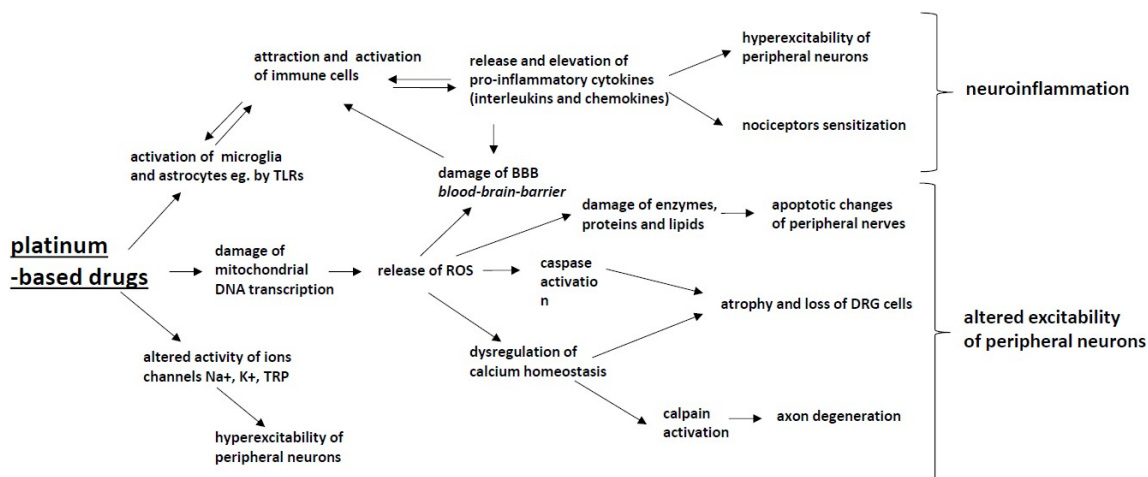 attraction and activation
of immune cells
release and elevation of
pro-inflammatory cytokines
(interleukins and chemokines)
hyperexcitability of
peripheral neurons
neuroinflammation
nociceptors sensitization
activation of microglia
and astrocytes eg. by TLRs
damage of BBB
blood-brain-barrier
damage of enzymes,
proteins and lipids
apoptotic changes
of peripheral nerves
platinum
-based drugs
damage of
mitochondrial
DNA transcription
release of ROS
caspase
activatio
n
atrophy and loss of DRG cells
altered excitability
of peripheral neurons
altered activity of ions
channels Na+, K+, TRP
dysregulation of
calcium homeostasis
hyperexcitability of
peripheral neurons
calpain
activation
axon degeneration